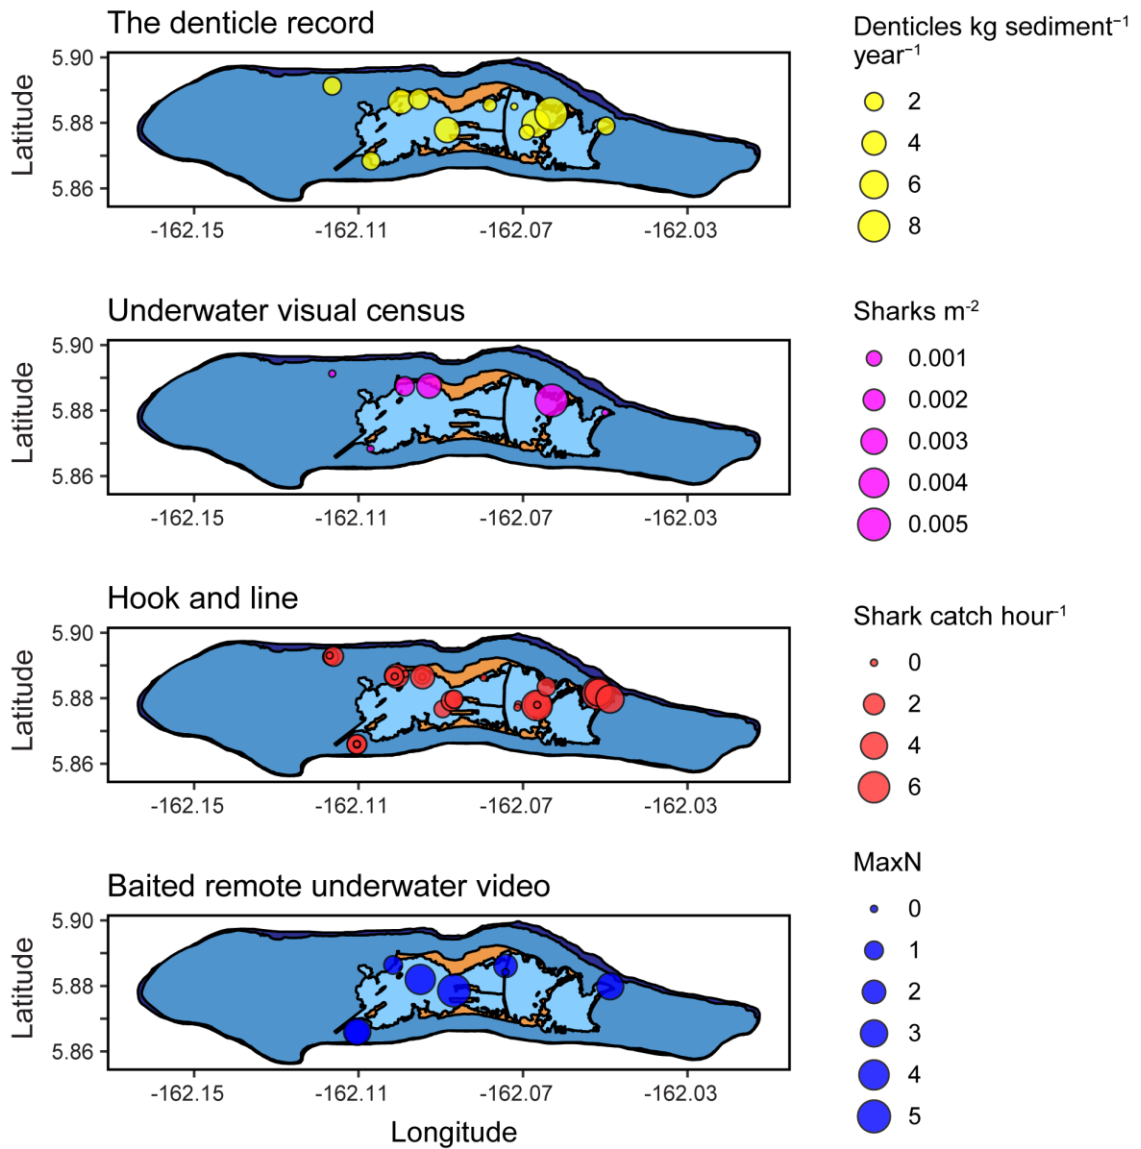 The denticle record
Latitude
5.90
5.88
5.86
-162.15 -162.11 -162.07 -162.03
Denticles kg sediment⁻¹
year⁻¹
2
4
6
8
Underwater visual census
Latitude
5.90
5.88
5.86
-162.15 -162.11 -162.07 -162.03
Sharks m⁻²
0.001
0.002
0.003
0.004
0.005
Hook and line
Latitude
5.90
5.88
5.86
-162.15 -162.11 -162.07 -162.03
Shark catch hour⁻¹
0
2
4
6
Baited remote underwater video
Latitude
5.90
5.88
5.86
-162.15 -162.11 -162.07 -162.03
Longitude
MaxN
0
1
2
3
4
5